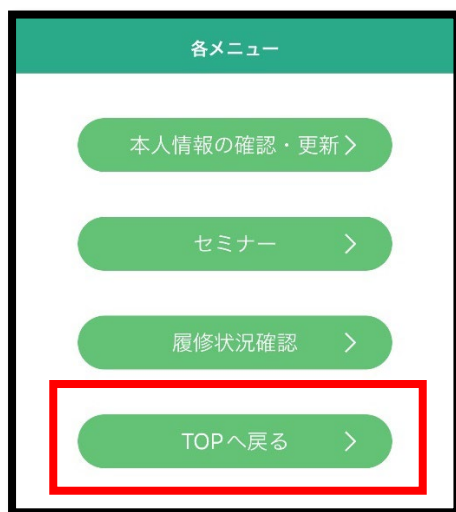 各メニュー
本人情報の確認・更新
セミナー
履修状況確認
TOPへ戻る